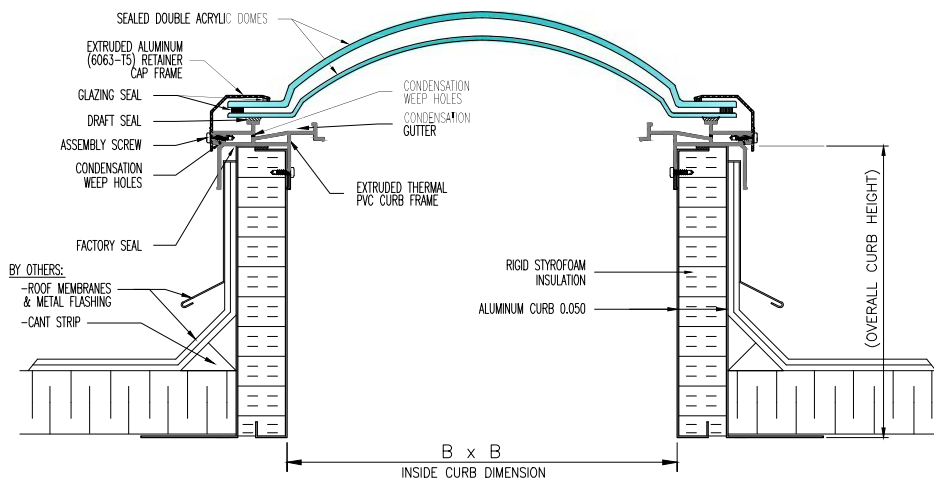 SEALED DOUBLE ACRYLIC DOMES
EXTRUDED ALUMINUM
(6063-T5) RETAINER
CAP FRAME
GLAZING SEAL
DRAFT SEAL
ASSEMBLY SCREW
CONDENSATION
WEEP HOLES
FACTORY SEAL
CONDENSATION
WEEP HOLES
CONDENSATION
GUTTER
EXTRUDED THERMAL
PVC CURB FRAME
BY OTHERS:
-ROOF MEMBRANES
& METAL FLASHING
-CANT STRIP
RIGID STYROFOAM
INSULATION
ALUMINUM CURB 0.050
(OVERALL CURB HEIGHT)
B x B
INSIDE CURB DIMENSION